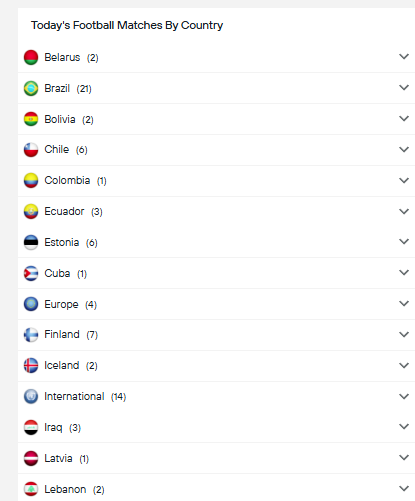 Today's Football Matches By Country
Belarus (2)
Brazil (21)
Bolivia (2)
Chile (6)
Colombia (1)
Ecuador (3)
Estonia (6)
Cuba (1)
Europe (4)
Finland (7)
Iceland (2)
International (14)
Iraq (3)
Latvia (1)
Lebanon (2)